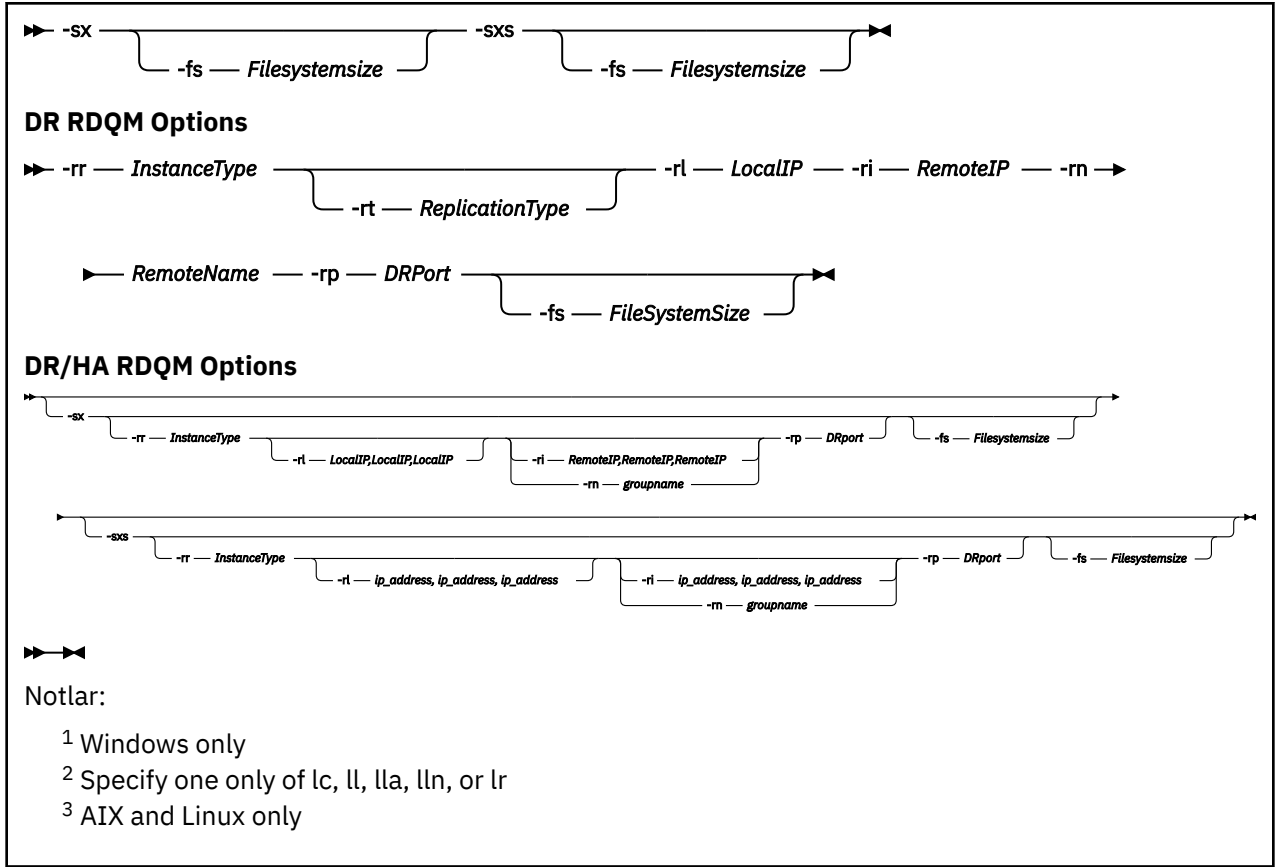 -sx -sxs
-fs — Filesystemsize -fs — Filesystemsize
DR RDQM Options
-rr — InstanceType -rl — LocalIP — -ri — RemoteIP — -rn
-rt — ReplicationType
RemoteName — -rp — DRPort
-fs — FileSystemSize
DR/HA RDQM Options
-sx
-rr — InstanceType -rp — DRport -fs — Filesystemsize
-rl — LocalIP,LocalIP,LocalIP -ri — RemoteIP,RemoteIP,RemoteIP
-rn — groupname
-sxs
-rr — InstanceType -rp — DRport -fs — Filesystemsize
-rl — ip_address, ip_address, ip_address -ri — ip_address, ip_address, ip_address
-rn — groupname
Notlar:
1 Windows only
2 Specify one only of lc, ll, lla, lln, or lr
3 AIX and Linux only